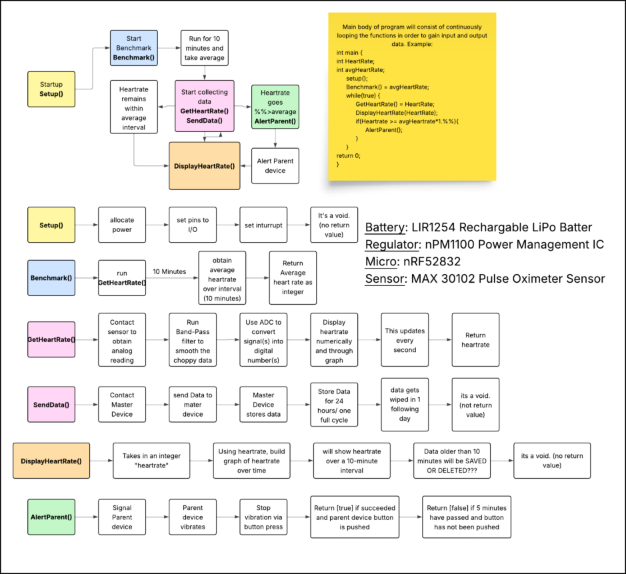 Startup
Setup()
Start
Benchmark
Benchmark()
Run for 10
minutes and
take average
Heartrate
remains
within
average
interval
Start collecting
data
GetHeartRate()
SendData()
Heartrate
goes
%%>average
AlertParent()
DisplayHeartRate()
Alert Parent
device
Main body of program will consist of continuously
looping the functions in order to gain input and output
data. Example:
int main {
int HeartRate;
int avgHeartRate;
setup();
Benchmark() = avgHeartRate;
while(true) {
GetHeartRate() = HeartRate;
DisplayHeartRate(HeartRate);
if(Heartrate >= avgHeartrate*1.%%){
AlertParent();
}
}
return 0;
}
Setup()
allocate
power
set pins to
I/O
set inturrupt
It's a void.
(no return
value)
Battery: LIR1254 Rechargable LiPo Batter
Regulator: nPM1100 Power Management IC
Micro: nRF52832
Sensor: MAX 30102 Pulse Oximeter Sensor
Benchmark()
run
GetHeartRate()
10 Minutes
obtain
average
heartrate
over interval
(10 minutes)
Return
Average
heart rate as
integer
GetHeartRate()
Contact
sensor to
obtain
analog
reading
Run
Band-Pass
filter to
smooth the
choppy data
Use ADC to
convert
signal(s) into
digital
number(s)
Display
heartrate
numerically
and through
graph
This updates
every
second
Return
heartrate
SendData()
Contact
Master
Device
send Data to
mater device
Master
Device
stores data
Store Data
for 24
hours/ one
full cycle
data gets
wiped in 1
following
day
its a void.
(not return
value)
DisplayHeartRate()
Takes in an integer
"heartrate"
Using heartrate, build
graph of heartrate
over time
will show heartrate
over a 10-minute
interval
Data older than 10
minutes will be SAVED
OR DELETED???
its a void. (no return
value)
AlertParent()
Signal
Parent
device
Parent
device
vibrates
Stop
vibration via
button press
Return [true] if succeeded
and parent device button
is pushed
Return [false] if 5 minutes
have passed and button
has not been pushed